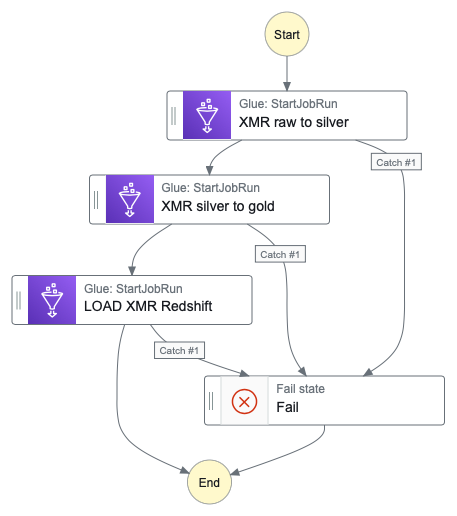 Start
Glue: StartJobRun
XMR raw to silver
Catch #1
Glue: StartJobRun
XMR silver to gold
Catch #1
Glue: StartJobRun
LOAD XMR Redshift
Catch #1
Fail state
Fail
End